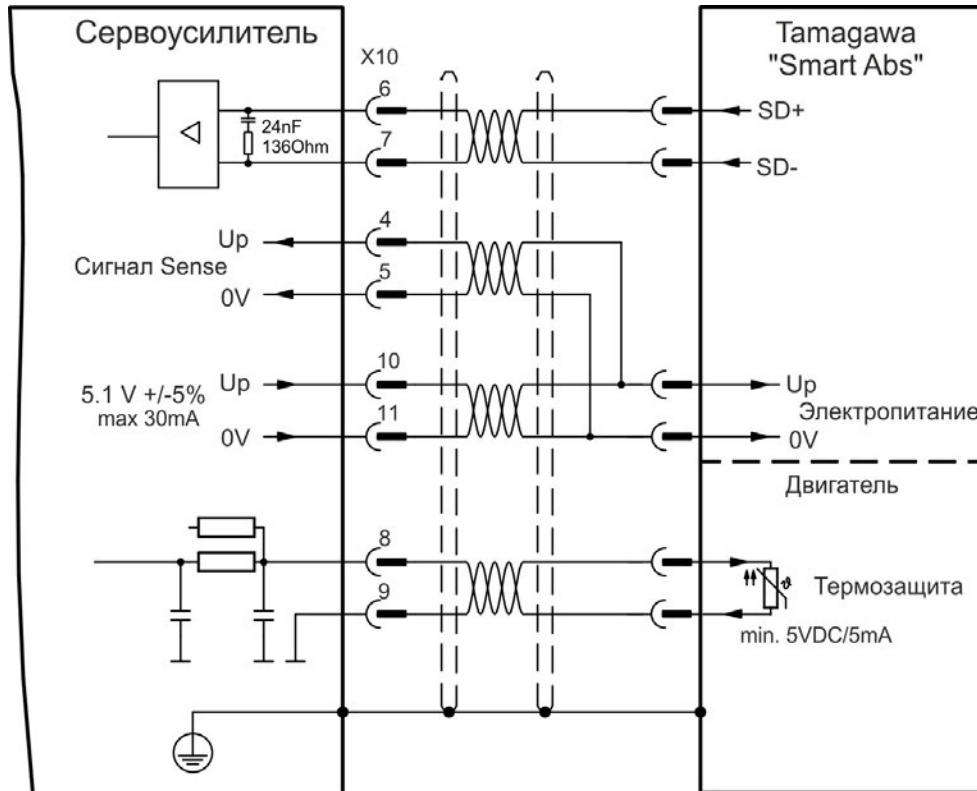 Сервоусилитель
X10
Tamagawa
"Smart Abs"
6
SD+
24nF
136Ohm
7
SD-
4
Up
Сигнал Sense
5
0V
10
Up
Up
5.1 V +/-5%
max 30mA
Электропитание
11
0V
0V
Двигатель
8
Термозащита
9
ϑ
min. 5VDC/5mA